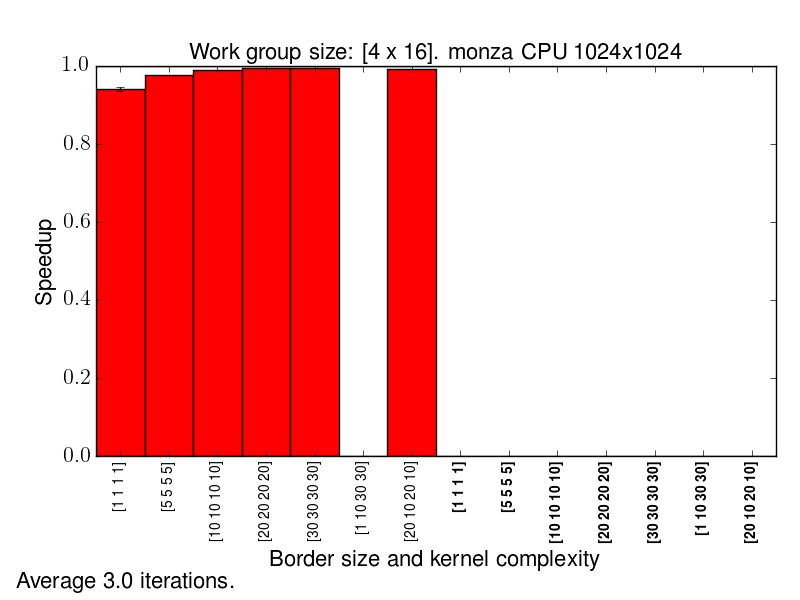 Work group size: [4 x 16]. monza CPU 1024x1024
1.0
0.8
0.6
0.4
0.2
0.0
Speedup
[1 1 1 1]
[5 5 5 5]
[10 10 10 10]
[20 20 20 20]
[30 30 30 30]
[1 10 30 30]
[20 10 20 10]
[1 1 1 1]
[5 5 5 5]
[10 10 10 10]
[20 20 20 20]
[30 30 30 30]
[1 10 30 30]
[20 10 20 10]
Border size and kernel complexity
Average 3.0 iterations.